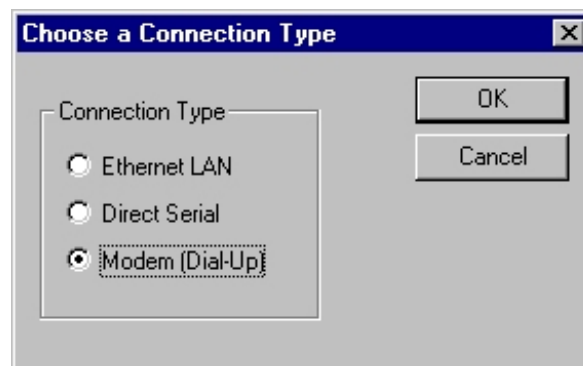 Choose a Connection Type
Connection Type
Ethernet LAN
Direct Serial
Modem (Dial-Up)
OK
Cancel